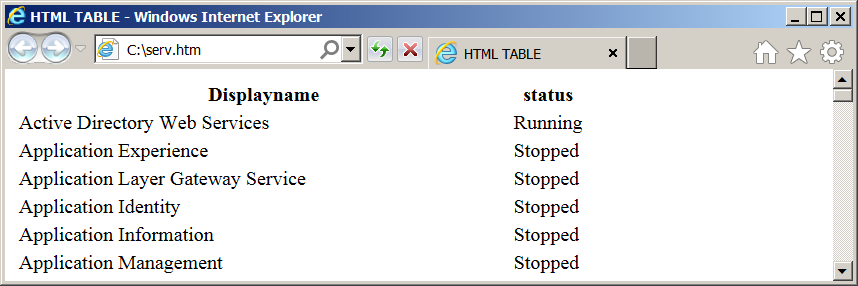 HTML TABLE - Windows Internet Explorer
C:\serv.htm
HTML TABLE
Displayname status
Active Directory Web Services Running
Application Experience Stopped
Application Layer Gateway Service Stopped
Application Identity Stopped
Application Information Stopped
Application Management Stopped